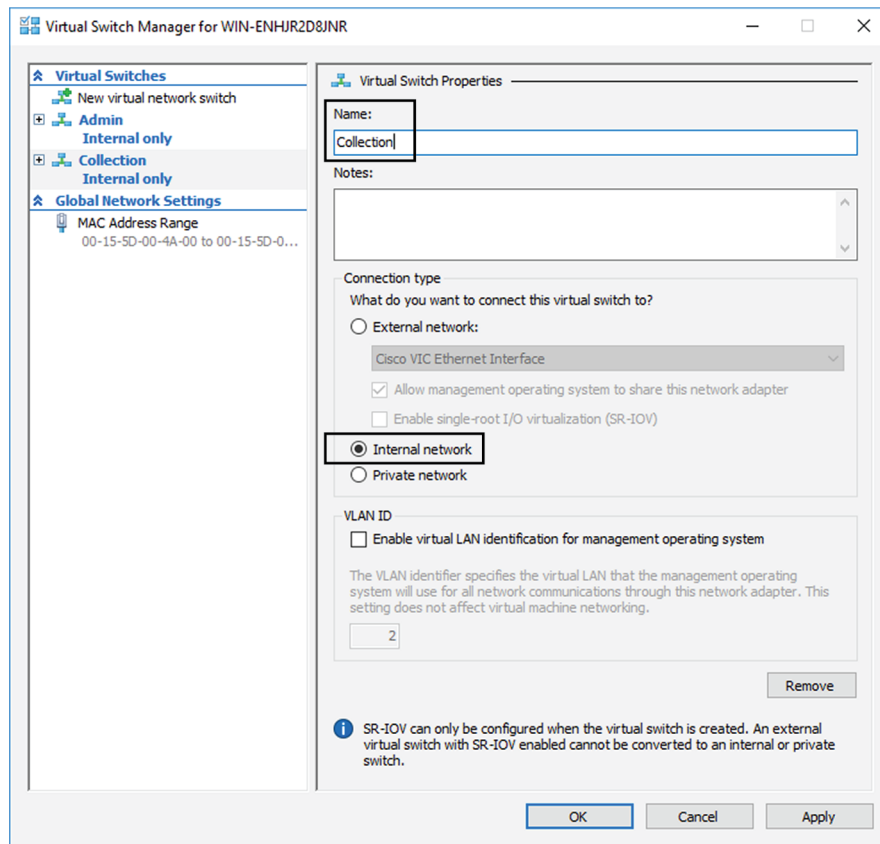 Virtual Switch Manager for WIN-ENHJR2D8JNR
Virtual Switches
New virtual network switch
Admin
Internal only
Collection
Internal only
Global Network Settings
MAC Address Range
00-15-5D-00-4A-00 to 00-15-5D-0...
Virtual Switch Properties
Name:
Collection
Notes:
Connection type
What do you want to connect this virtual switch to?
External network:
Cisco VIC Ethernet Interface
Allow management operating system to share this network adapter
Enable single-root I/O virtualization (SR-IOV)
Internal network
Private network
VLAN ID
Enable virtual LAN identification for management operating system
The VLAN identifier specifies the virtual LAN that the management operating
system will use for all network communications through this network adapter. This
setting does not affect virtual machine networking.
2
Remove
SR-IOV can only be configured when the virtual switch is created. An external
virtual switch with SR-IOV enabled cannot be converted to an internal or private
switch.
OK
Cancel
Apply